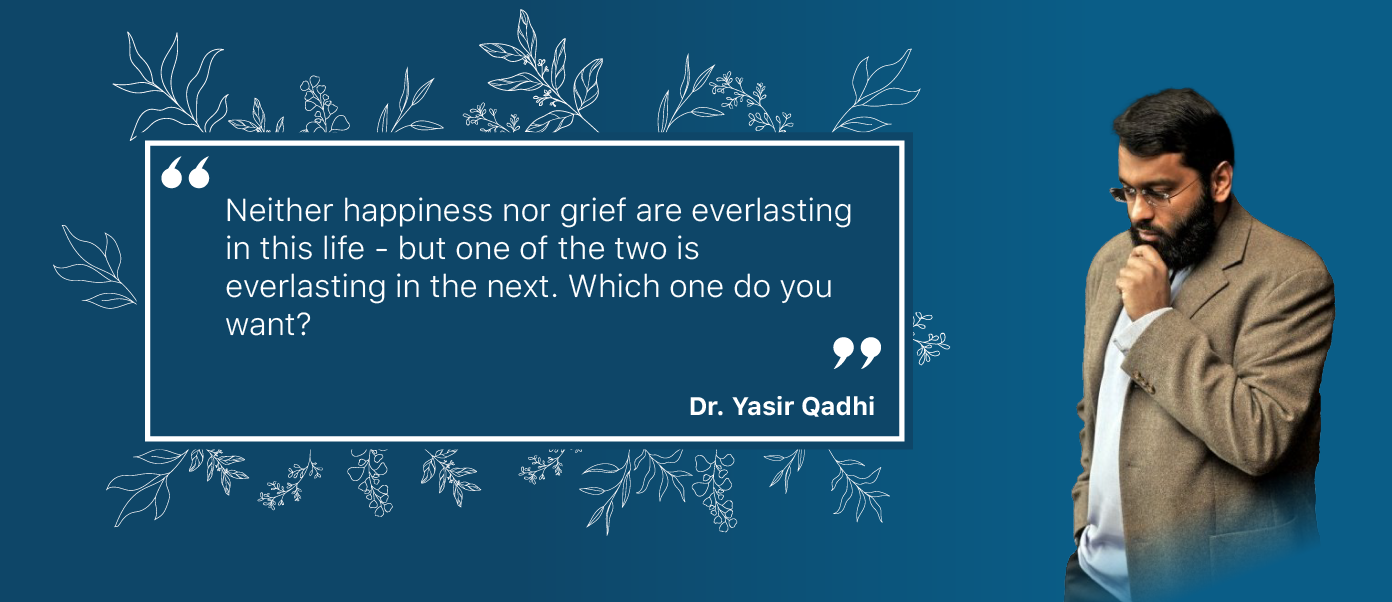 “
Neither happiness nor grief are everlasting
in this life - but one of the two is
everlasting in the next. Which one do you
want?
”
Dr. Yasir Qadhi